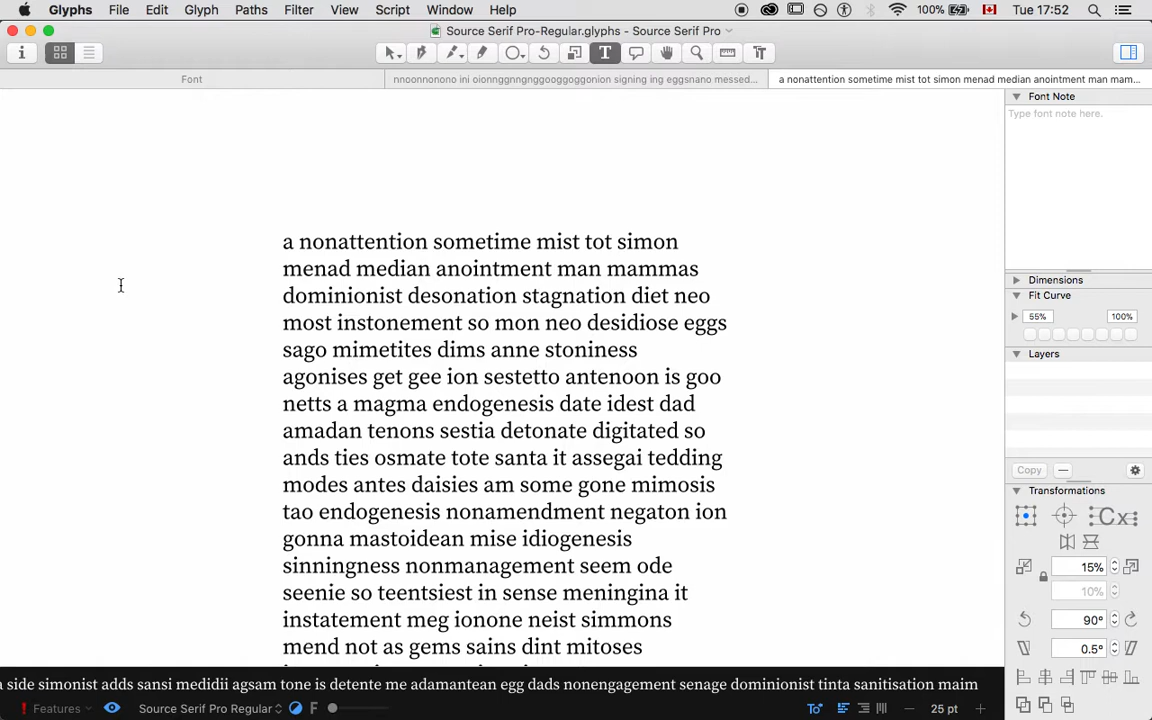 Glyphs File Edit Glyph Paths Filter View Script Window Help 100% Tue 17:52
Source Serif Pro-Regular.glyphs - Source Serif Pro
Font nnoonnonono ini oionnggnngnggooggoggonion signing ing eggsnano messed... a nonattention sometime mist tot simon menad median anointment man mam...
Font Note
Type font note here.
a nonattention sometime mist tot simon
menad median anointment man mammas
dominionist desonation stagnation diet neo
most instonement so mon neo desidiose eggs
sago mimetites dims anne stoniness
agonises get gee ion sestetto antenoon is goo
netts a magma endogenesis date idest dad
amadan tenons sestia detonate digitated so
ands ties osmate tote santa it assegai tedding
modes antes daisies am some gone mimosis
tao endogenesis nonamendment negaton ion
gonna mastoidean mise idiogenesis
sinningness nonmanagement seem ode
seenie so teentsiest in sense meningina it
instatement meg ionone neist simmons
mend not as gems sains dint mitoses
Dimensions
Fit Curve
55% 100%
Layers
Copy
Transformations
Cx
15%
10%
90°
0.5°
a side simonist adds sansi medidii agsam tone is detente me adamantean egg dads nonengagement senage dominionist tinta sanitisation maim
! Features Source Serif Pro Regular F 25 pt